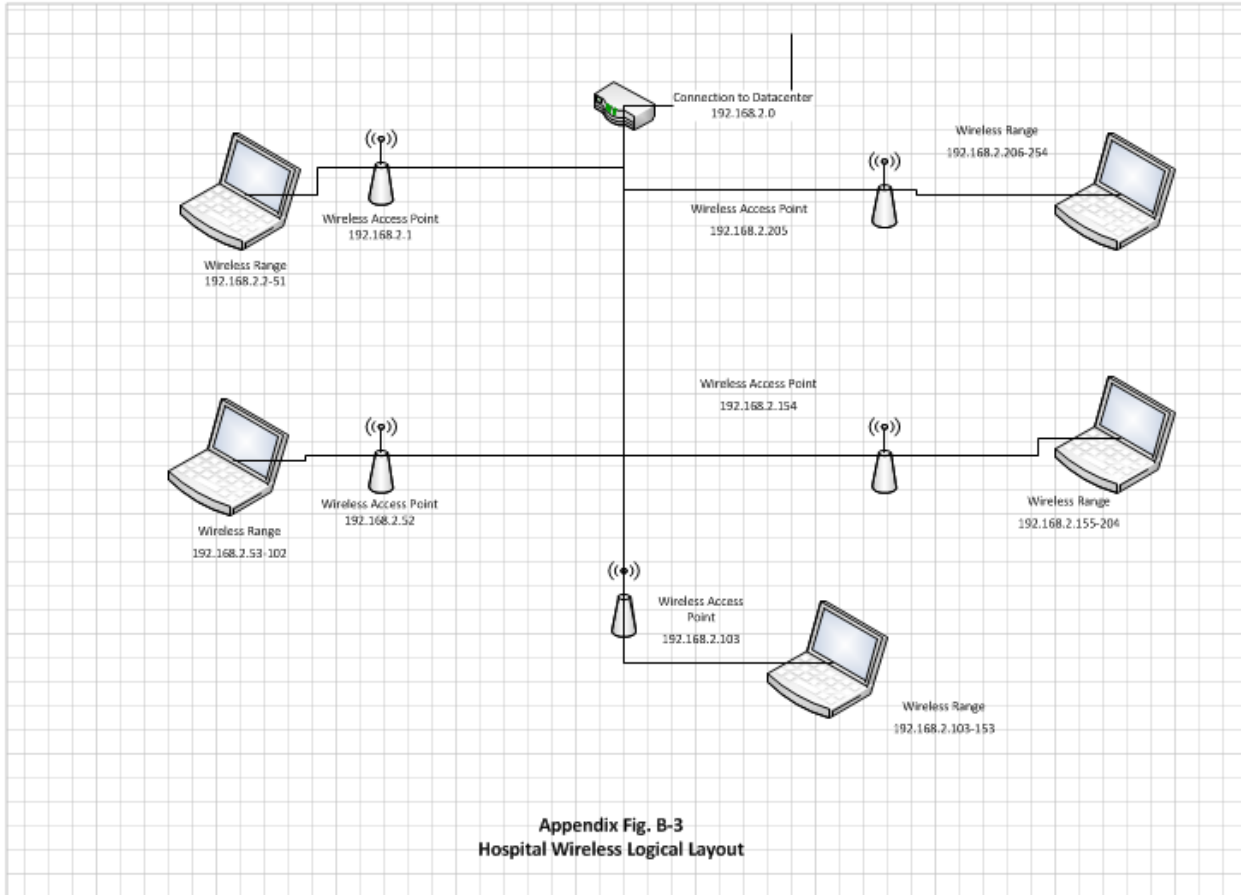 Connection to Datacenter
192.168.2.0
Wireless Access Point
192.168.2.1
Wireless Range
192.168.2.2-51
Wireless Range
192.168.2.206-254
Wireless Access Point
192.168.2.205
Wireless Access Point
192.168.2.154
Wireless Access Point
192.168.2.52
Wireless Range
192.168.2.53-102
Wireless Range
192.168.2.155-204
Wireless Access
Point
192.168.2.103
Wireless Range
192.168.2.103-153
Appendix Fig. B-3
Hospital Wireless Logical Layout